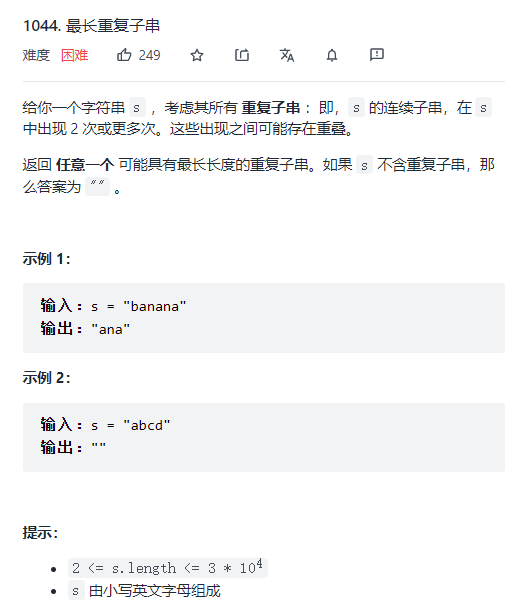 1044. 最长重复子串
难度 困难 249
给你一个字符串 s ，考虑其所有 重复子串 ：即，s 的连续子串，在 s
中出现 2 次或更多次。这些出现之间可能存在重叠。
返回 任意一个 可能具有最长长度的重复子串。如果 s 不含重复子串，那
么答案为 "" 。
示例 1：
输入：s = "banana"
输出："ana"
示例 2：
输入：s = "abcd"
输出：""
提示：
• 2 <= s.length <= 3 * 10⁴
• s 由小写英文字母组成